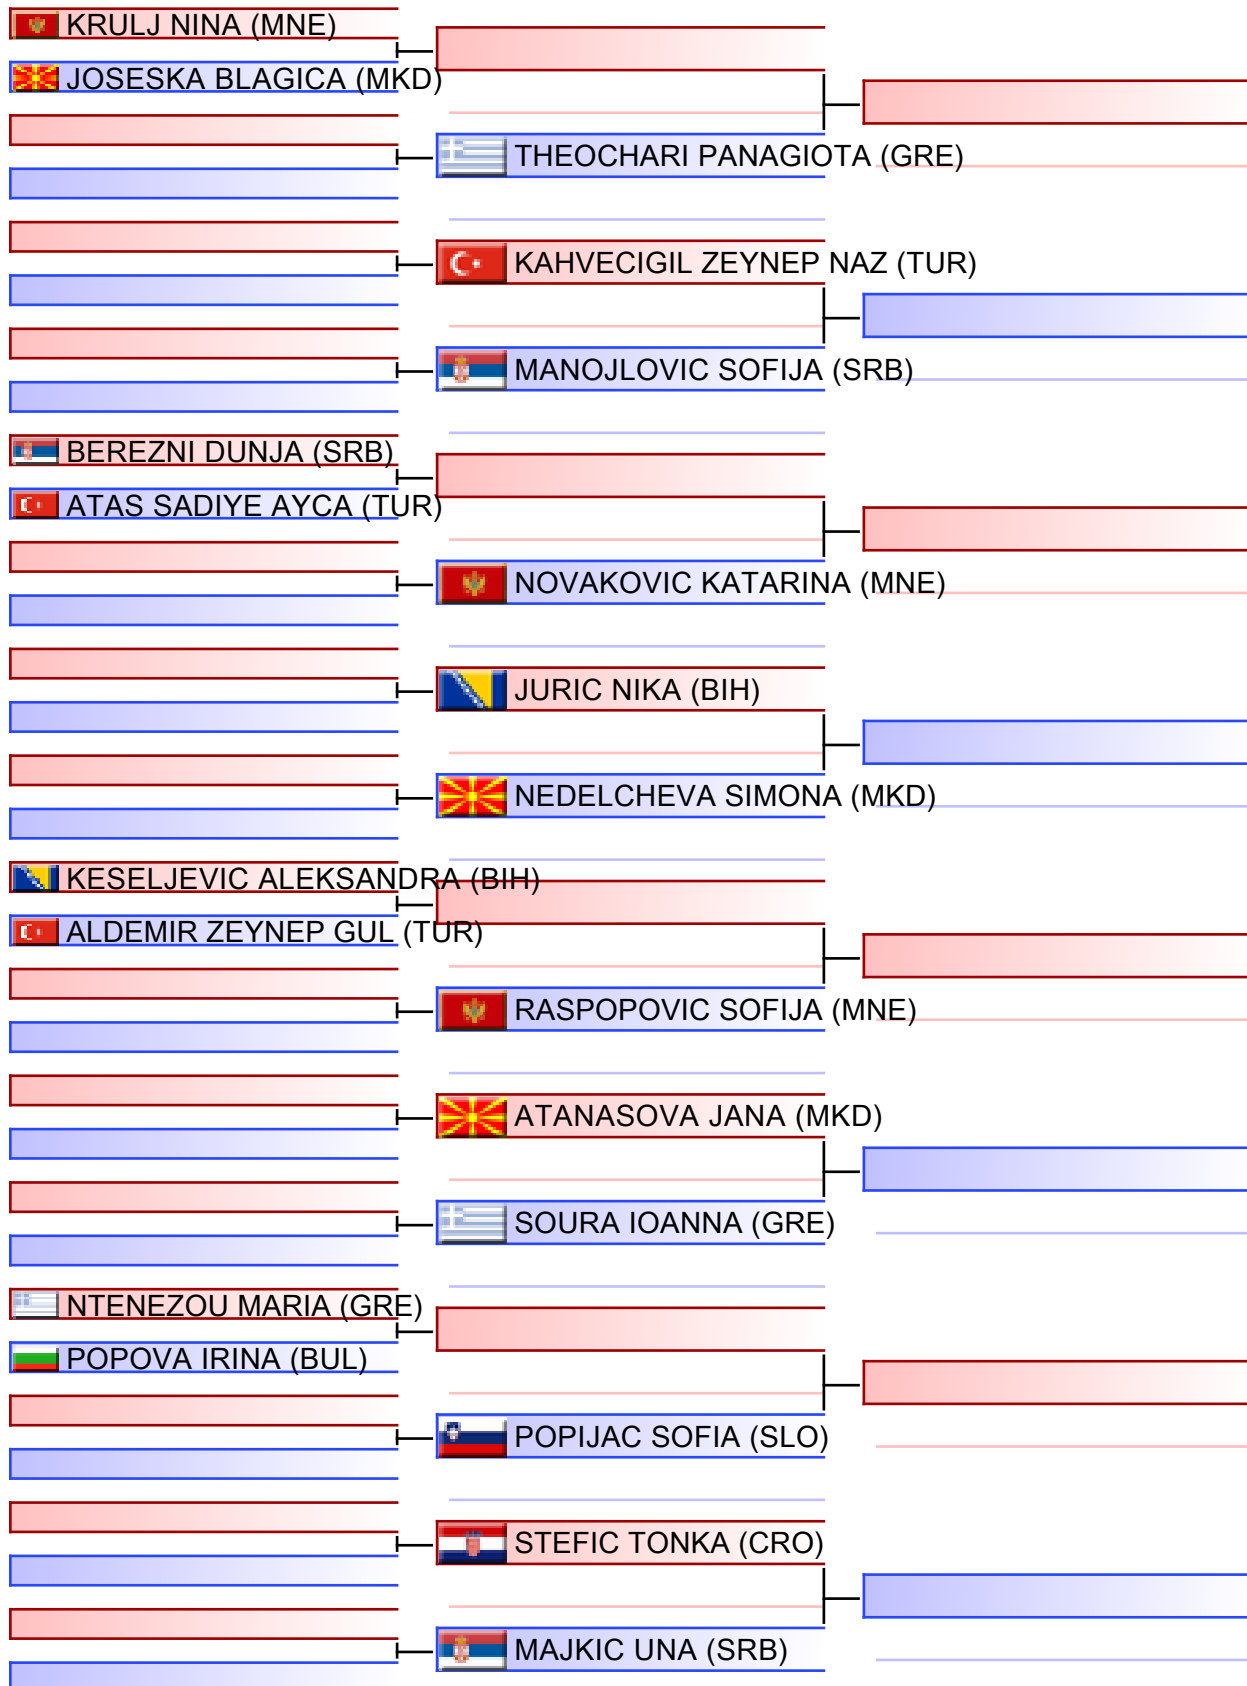 KRULJ NINA (MNE)
JOSESKA BLAGICA (MKD)
THEOCHARI PANAGIOTA (GRE)
KAHVECIGIL ZEYNEP NAZ (TUR)
MANOJLOVIC SOFIJA (SRB)
BEREZNI DUNJA (SRB)
ATAS SADIYE AYCA (TUR)
NOVAKOVIC KATARINA (MNE)
JURIC NIKA (BIH)
NEDELCHEVA SIMONA (MKD)
KESELJEVIC ALEKSANDRA (BIH)
ALDEMIR ZEYNEP GUL (TUR)
RASPOPOVIC SOFIJA (MNE)
ATANASOVA JANA (MKD)
SOURA IOANNA (GRE)
NTENEZOU MARIA (GRE)
POPOVA IRINA (BUL)
POPIJAC SOFIA (SLO)
STEFIC TONKA (CRO)
MAJKIC UNA (SRB)